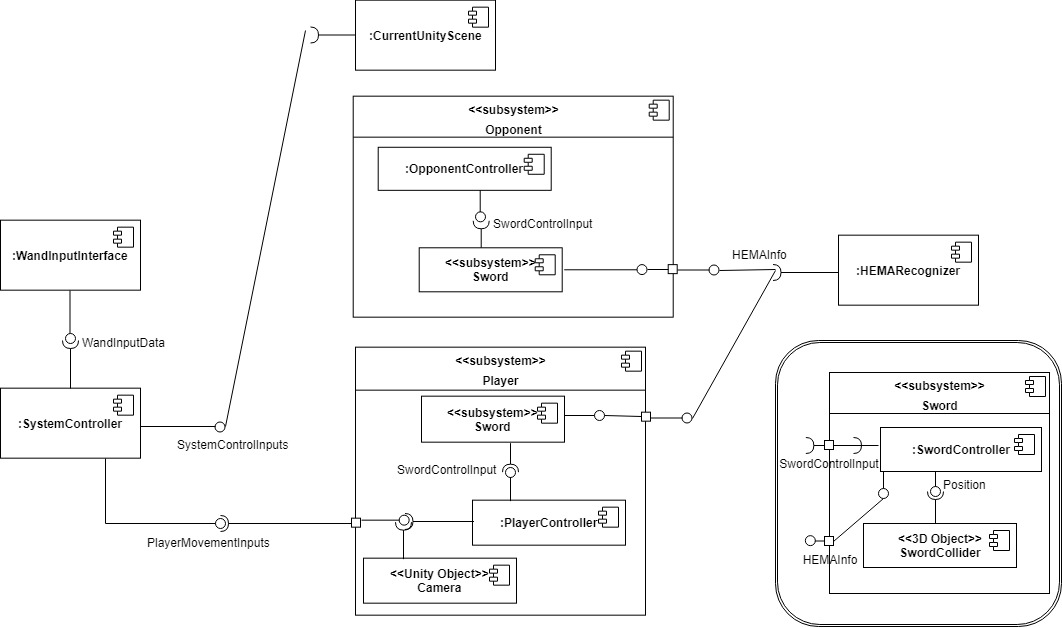 :CurrentUnityScene
<<subsystem>>
Opponent
:OpponentController
SwordControlInput
<<subsystem>>
Sword
HEMAInfo
:HEMARecognizer
:WandInputInterface
WandInputData
:SystemController
SystemControlInputs
PlayerMovementInputs
<<subsystem>>
Player
<<subsystem>>
Sword
SwordControlInput
:PlayerController
<<Unity Object>>
Camera
<<subsystem>>
Sword
:SwordController
SwordControlInput
Position
<<3D Object>>
SwordCollider
HEMAInfo